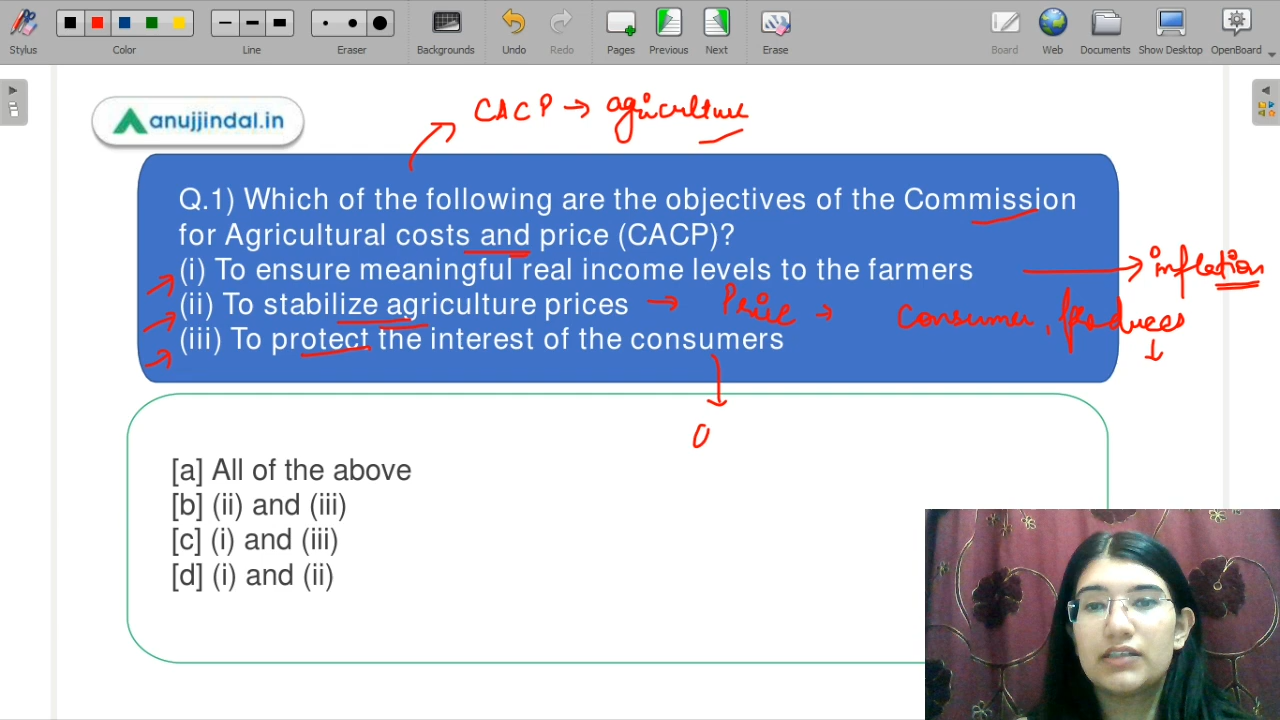 Stylus
Color
Line
Eraser
Backgrounds
Undo
Redo
Pages
Previous
Next
Erase
Board
Web
Documents
Show Desktop
OpenBoard
anujjindal.in
CACP → agriculture
Q.1) Which of the following are the objectives of the Commission
for Agricultural costs and price (CACP)?
(i) To ensure meaningful real income levels to the farmers → inflation
(ii) To stabilize agriculture prices → Price → Consumer, Produces
(iii) To protect the interest of the consumers
[a] All of the above
[b] (ii) and (iii)
[c] (i) and (iii)
[d] (i) and (ii)